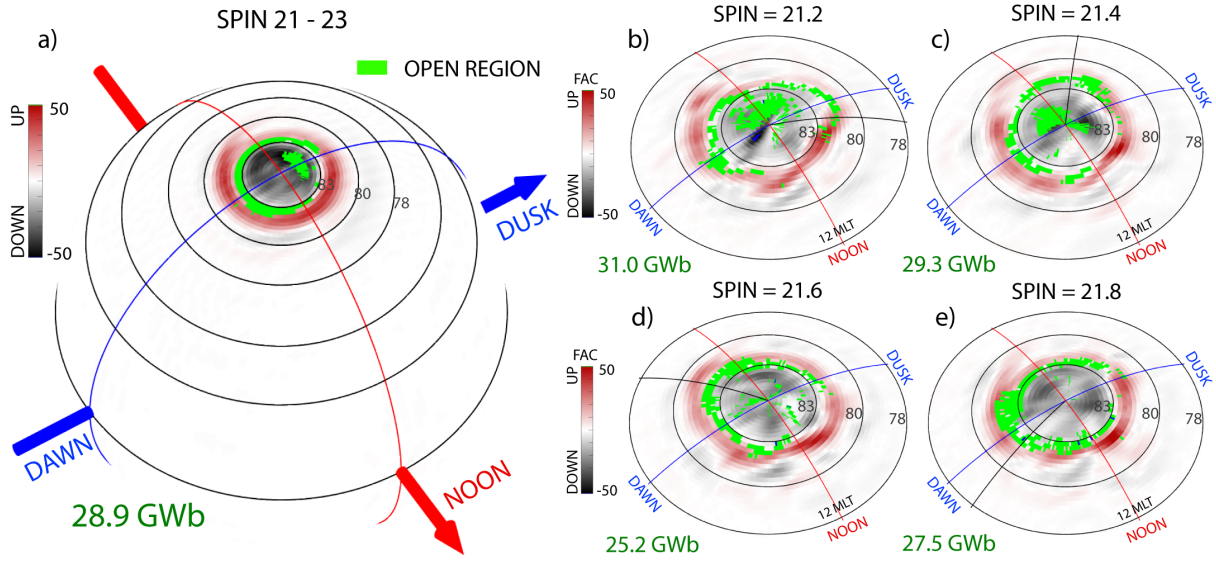 SPIN 21 - 23
a)
OPEN REGION
UP
50
DOWN
-50
83
80
78
DUSK
DAWN
NOON
28.9 GWb
SPIN = 21.2
b)
FAC
UP
50
DOWN
-50
DUSK
83
80
78
DAWN
12 MLT
NOON
31.0 GWb
SPIN = 21.4
c)
DUSK
83
80
78
DAWN
12 MLT
NOON
29.3 GWb
SPIN = 21.6
d)
FAC
UP
50
DOWN
-50
DUSK
83
80
78
DAWN
12 MLT
NOON
25.2 GWb
SPIN = 21.8
e)
DUSK
83
80
78
DAWN
12 MLT
NOON
27.5 GWb